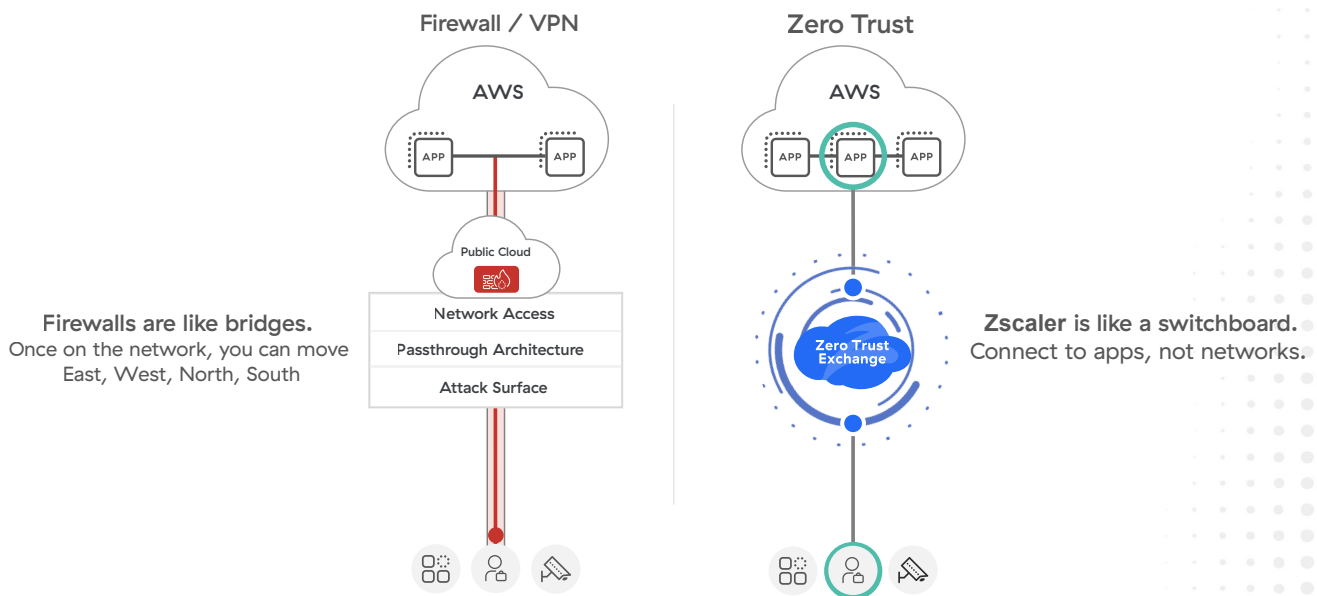 Firewall / VPN
AWS
APP
APP
Public Cloud
Network Access
Passthrough Architecture
Attack Surface
Firewalls are like bridges.
Once on the network, you can move
East, West, North, South
Zero Trust
AWS
APP
APP
APP
Zero Trust
Exchange
Zscaler is like a switchboard.
Connect to apps, not networks.